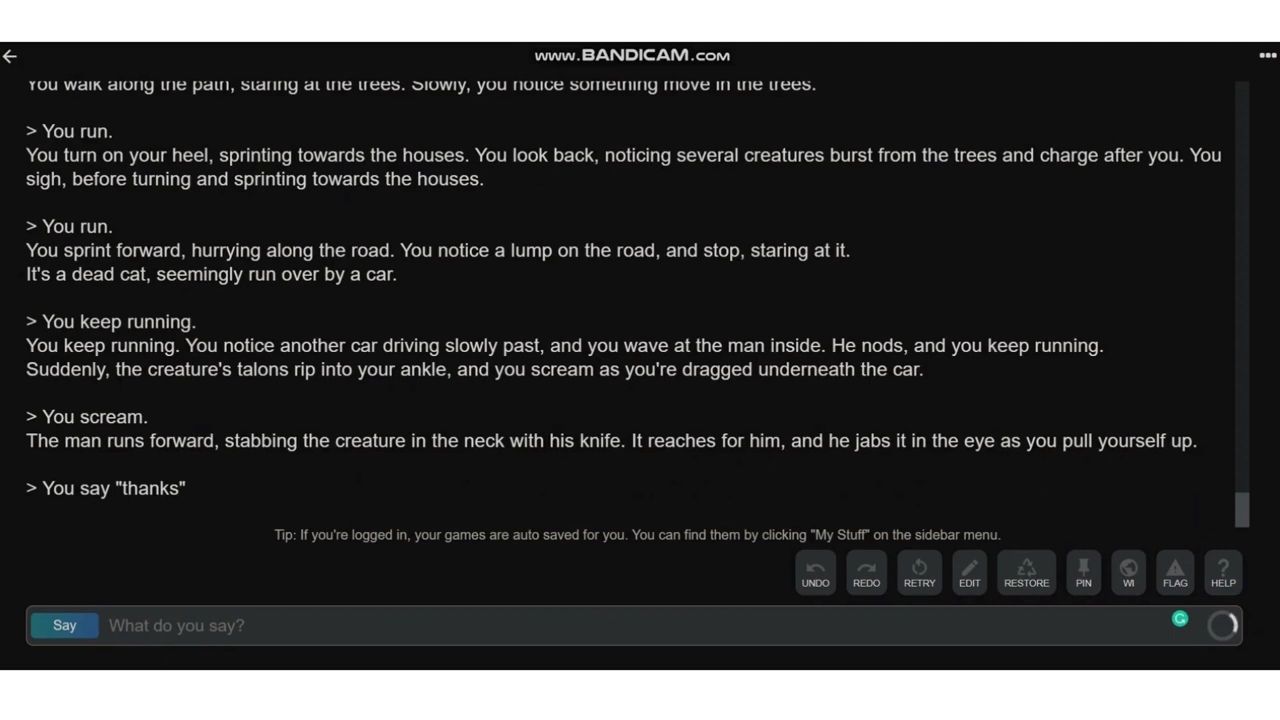 www.BANDICAM.com
You walk along the path, staring at the trees. Slowly, you notice something move in the trees.
> You run.
You turn on your heel, sprinting towards the houses. You look back, noticing several creatures burst from the trees and charge after you. You
sigh, before turning and sprinting towards the houses.
> You run.
You sprint forward, hurrying along the road. You notice a lump on the road, and stop, staring at it.
It's a dead cat, seemingly run over by a car.
> You keep running.
You keep running. You notice another car driving slowly past, and you wave at the man inside. He nods, and you keep running.
Suddenly, the creature's talons rip into your ankle, and you scream as you're dragged underneath the car.
> You scream.
The man runs forward, stabbing the creature in the neck with his knife. It reaches for him, and he jabs it in the eye as you pull yourself up.
> You say "thanks"
Tip: If you're logged in, your games are auto saved for you. You can find them by clicking "My Stuff" on the sidebar menu.
UNDO REDO RETRY EDIT RESTORE PIN WI FLAG HELP
Say What do you say?